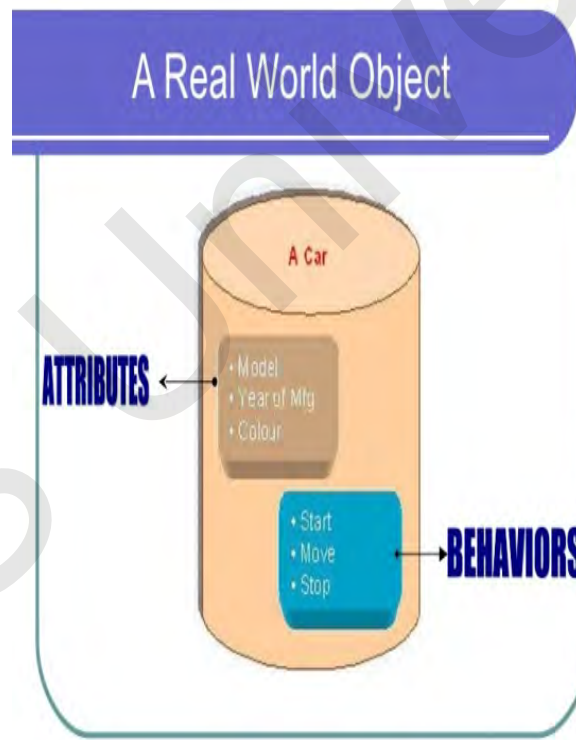 A Real World Object
A Car
ATTRIBUTES
• Model
• Year of Mfg
• Colour
• Start
• Move
• Stop
BEHAVIORS